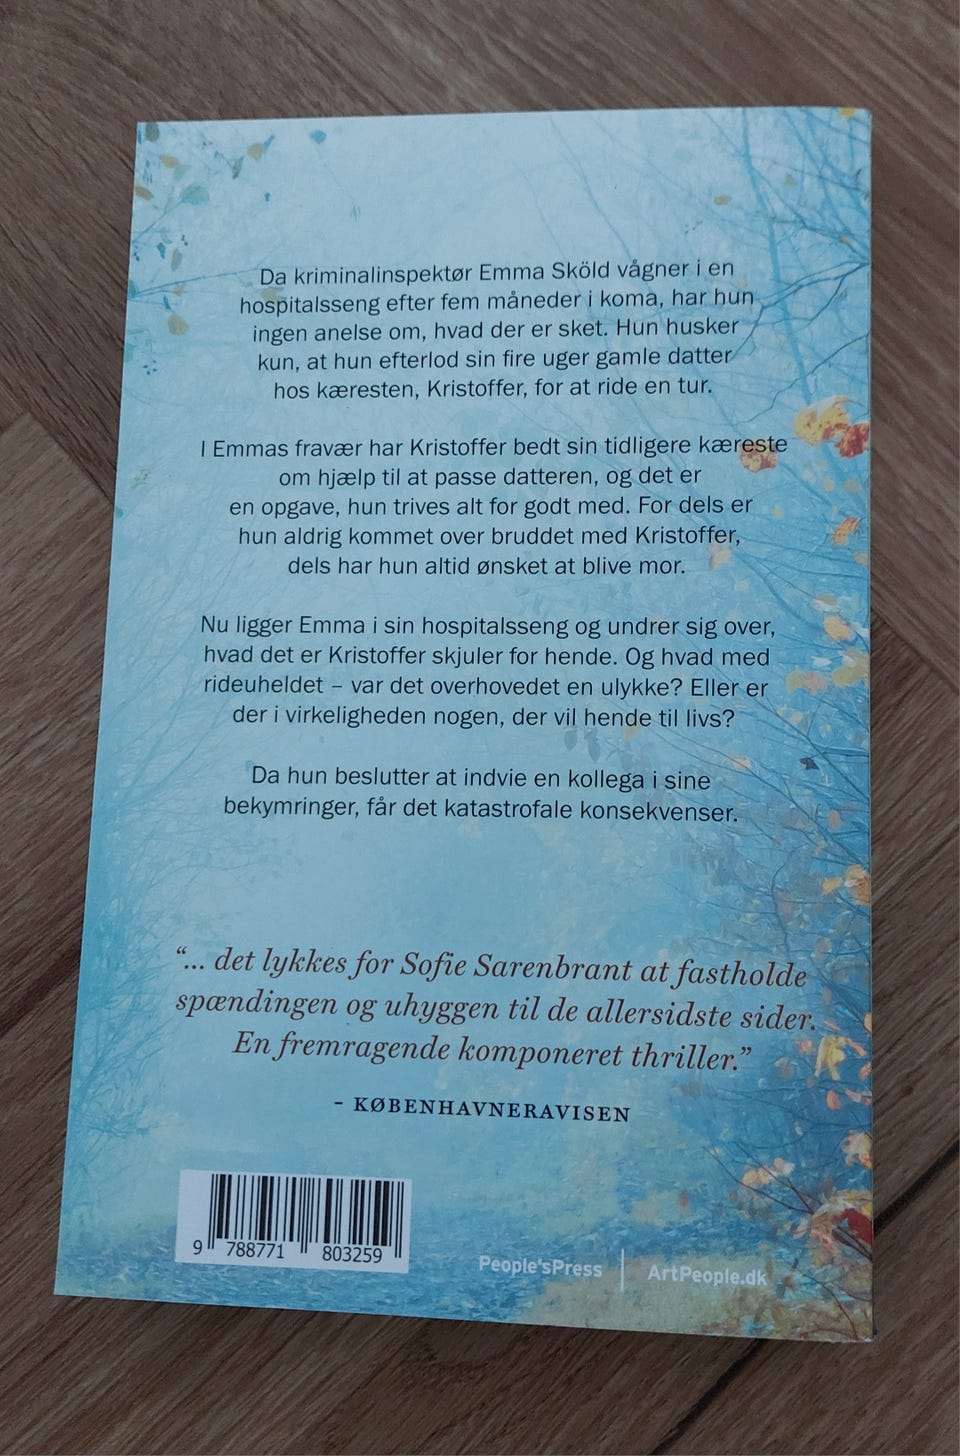 Da kriminalinspektør Emma Sköld vågner i en
hospitalsseng efter fem måneder i koma, har hun
ingen anelse om, hvad der er sket. Hun husker
kun, at hun efterlod sin fire uger gamle datter
hos kæresten, Kristoffer, for at ride en tur.
I Emmas fravær har Kristoffer bedt sin tidligere kæreste
om hjælp til at passe datteren, og det er
en opgave, hun trives alt for godt med. For dels er
hun aldrig kommet over bruddet med Kristoffer,
dels har hun altid ønsket at blive mor.
Nu ligger Emma i sin hospitalsseng og undrer sig over,
hvad det er Kristoffer skjuler for hende. Og hvad med
rideuheldet – var det overhovedet en ulykke? Eller er
der i virkeligheden nogen, der vil hende til livs?
Da hun beslutter at indvie en kollega i sine
bekymringer, får det katastrofale konsekvenser.
“... det lykkes for Sofie Sarenbrant at fastholde
spændingen og uhyggen til de allersidste sider.
En fremragende komponeret thriller.”
– KØBENHAVNERAVISEN
9 788771 803259
People'sPress | ArtPeople.dk